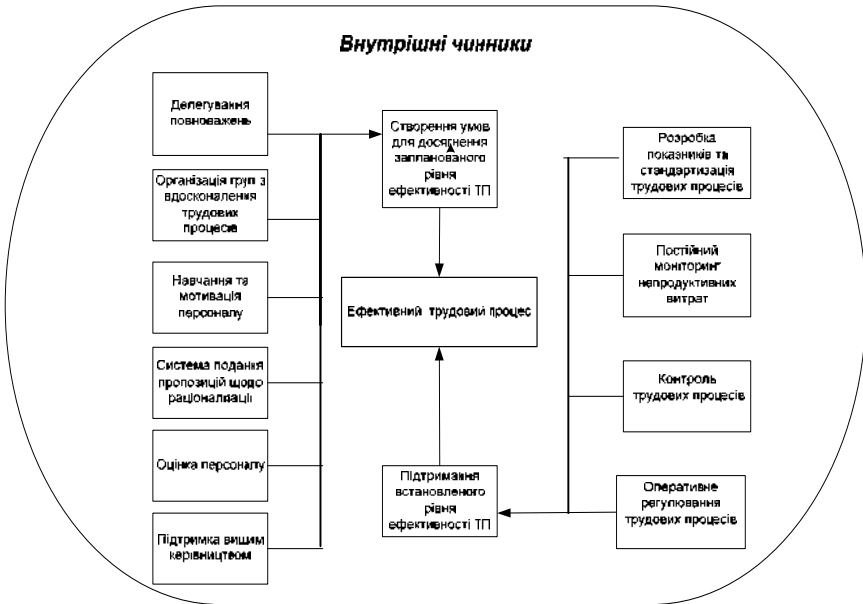 Внутрішні чинники
Делегування
повноважень
Організація груп з
вдосконалення
трудових
процесів
Навчання та
мотивація
персоналу
Система подання
пропозицій щодо
раціоналізації
Оцінка персоналу
Підтримка вищим
керівництвом
Створення умов
для досягнення
запланованого
рівня
ефективності ТП
Ефективний трудовий процес
Підтримання
встановленого
рівня
ефективності ТП
Розробка
показників та
стандартизація
трудових процесів
Постійний
моніторинг
непродуктивних
витрат
Контроль
трудових процесів
Оперативне
регулювання
трудових процесів